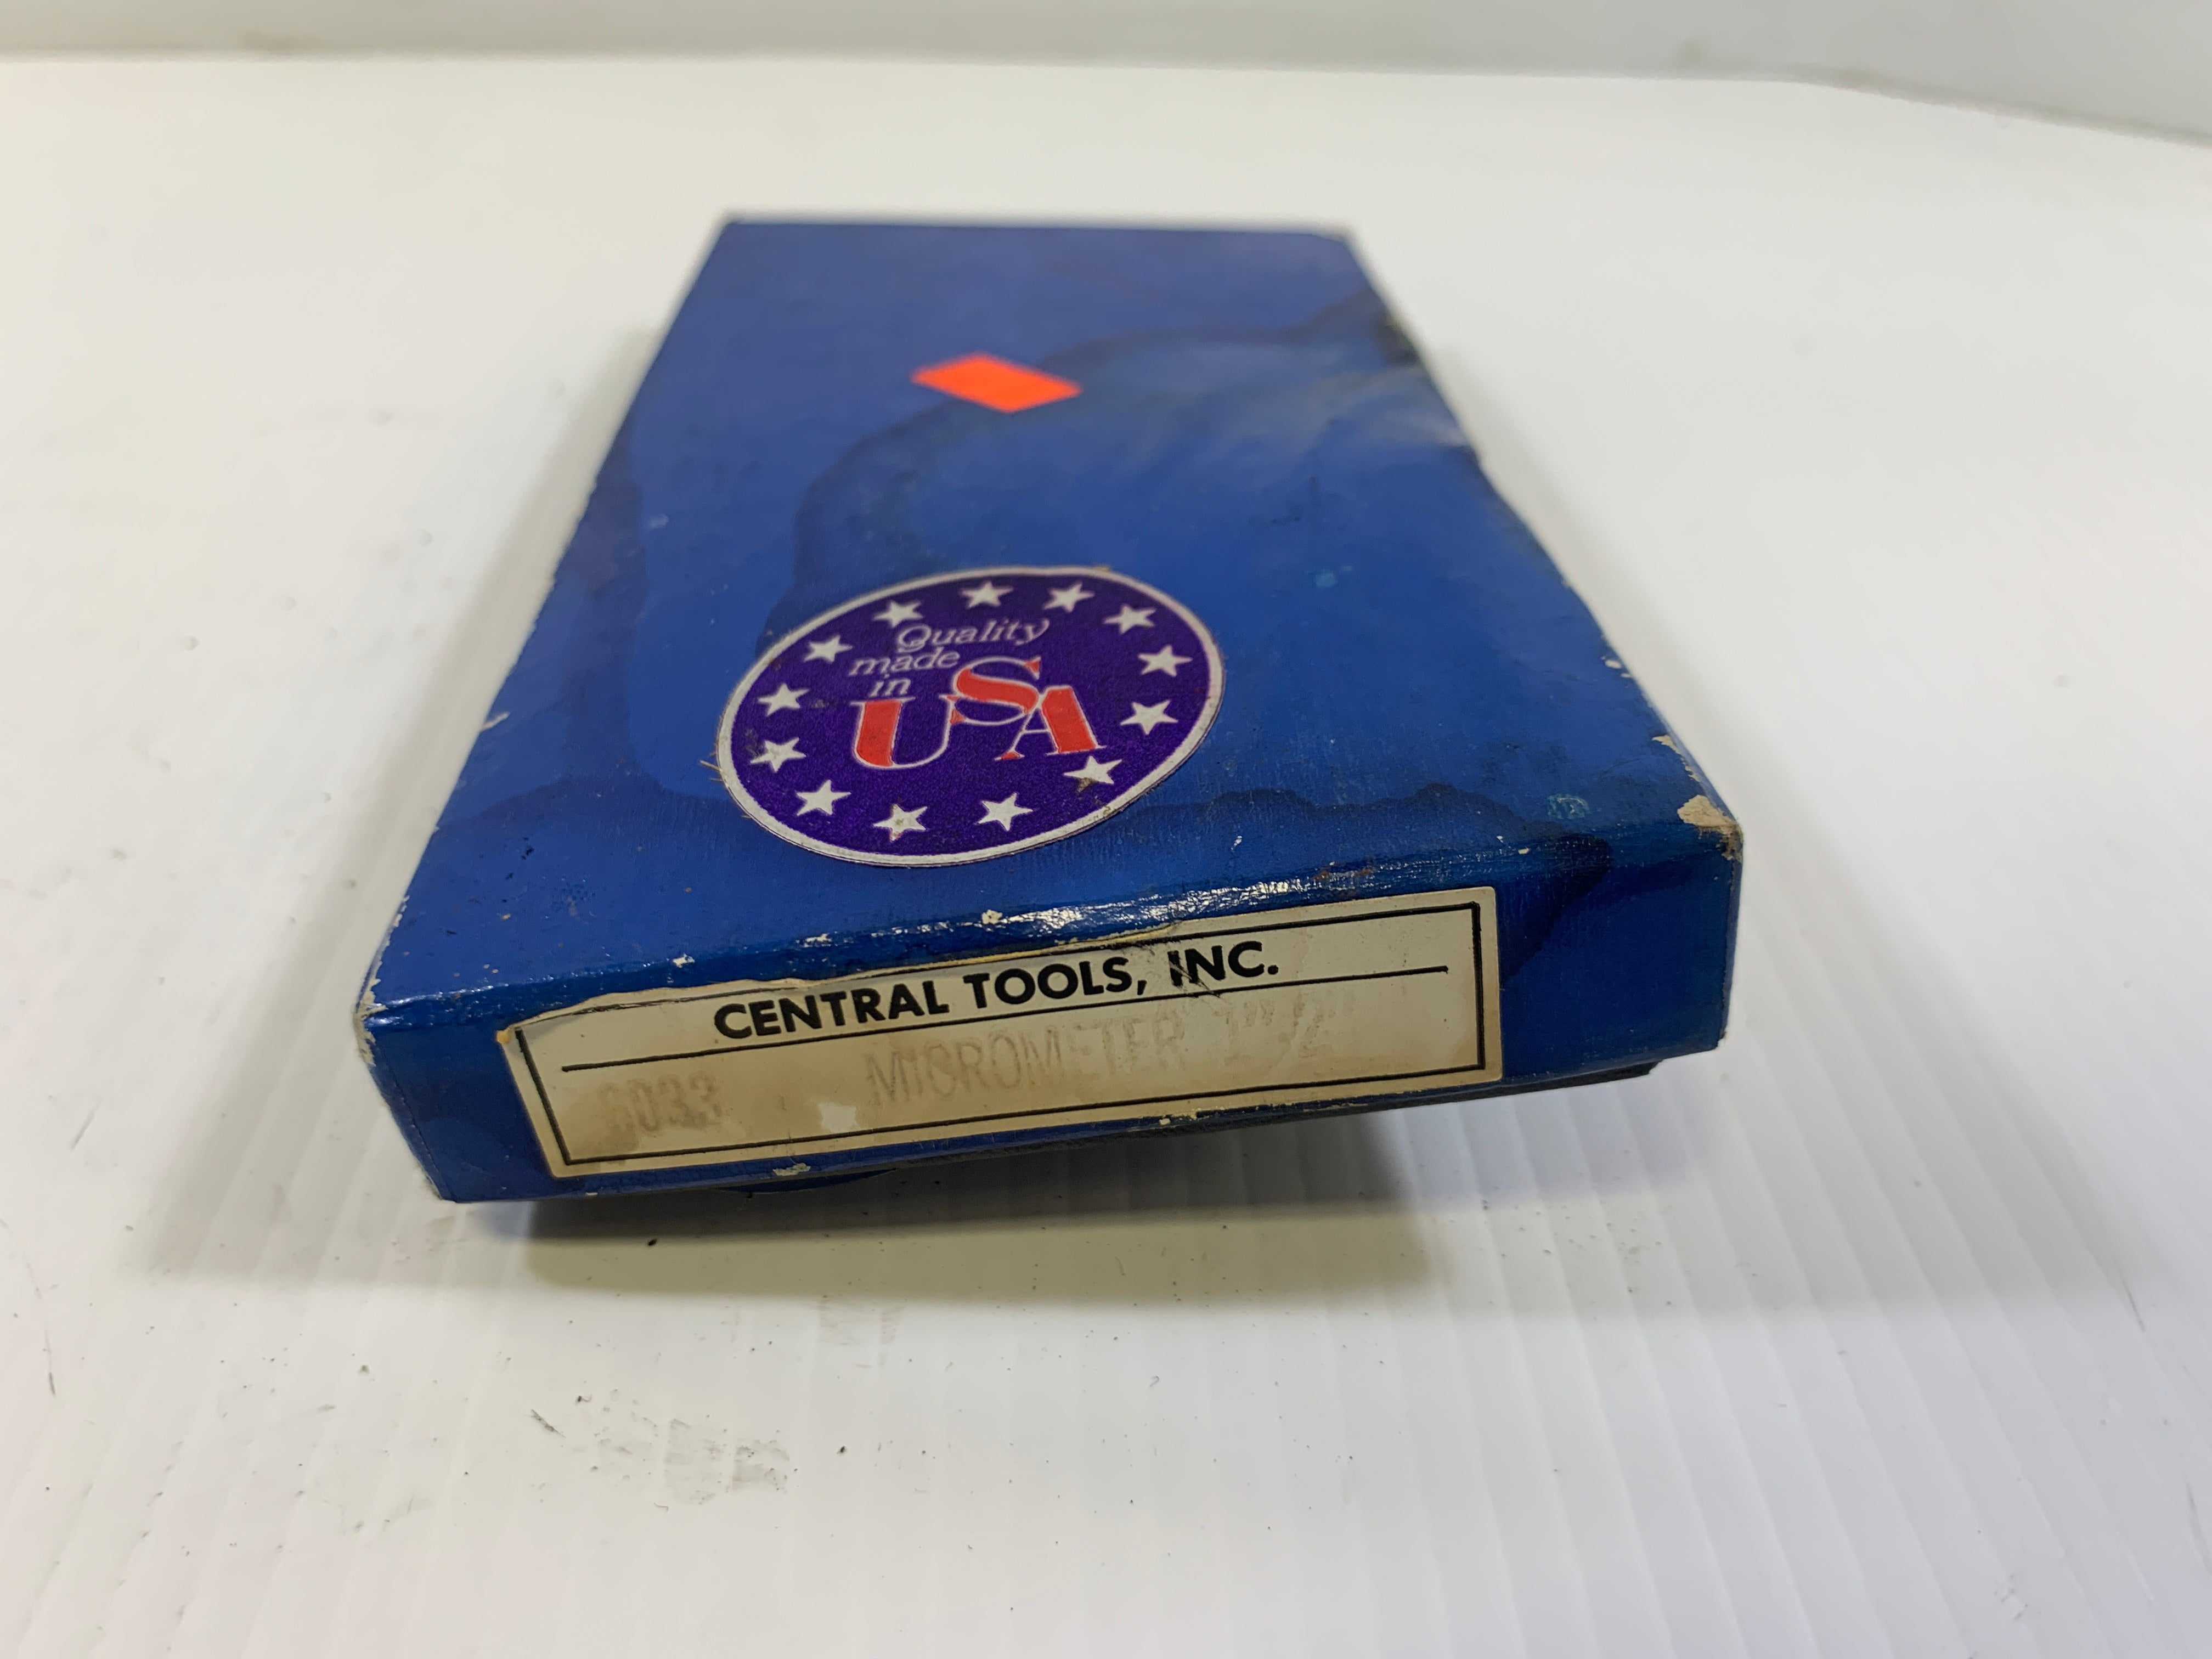 Quality
made
in
USA
CENTRAL TOOLS, INC.
MICROMETER